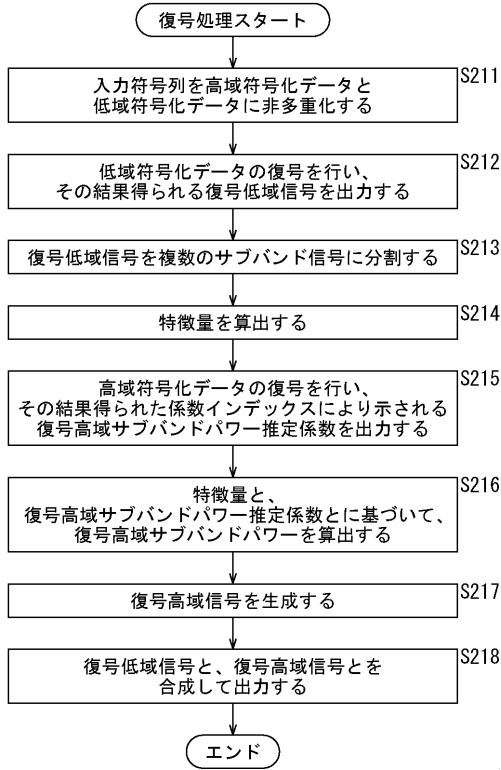 復号処理スタート
S211
入力符号列を高域符号化データと
低域符号化データに非多重化する
S212
低域符号化データの復号を行い、
その結果得られる復号低域信号を出力する
S213
復号低域信号を複数のサブバンド信号に分割する
S214
特徴量を算出する
S215
高域符号化データの復号を行い、
その結果得られた係数インデックスにより示される
復号高域サブバンドパワー推定係数を出力する
S216
特徴量と、
復号高域サブバンドパワー推定係数とに基づいて、
復号高域サブバンドパワーを算出する
S217
復号高域信号を生成する
S218
復号低域信号と、復号高域信号とを
合成して出力する
エンド